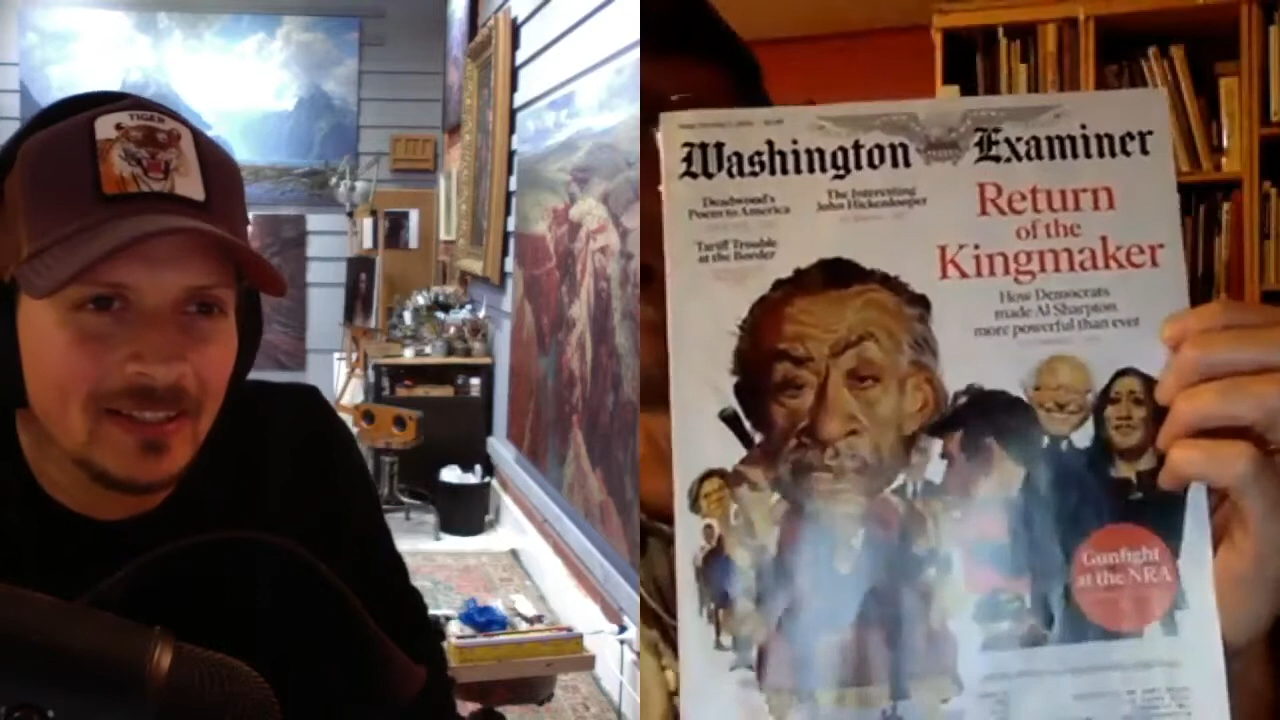 TIGER
Washington Examiner
Deadwood's
Poem to America
The Interesting
John Hickenlooper
Tariff Trouble
at the Border
Return
of the
Kingmaker
How Democrats
made Al Sharpton
more powerful than ever
Gunfight
at the NRA